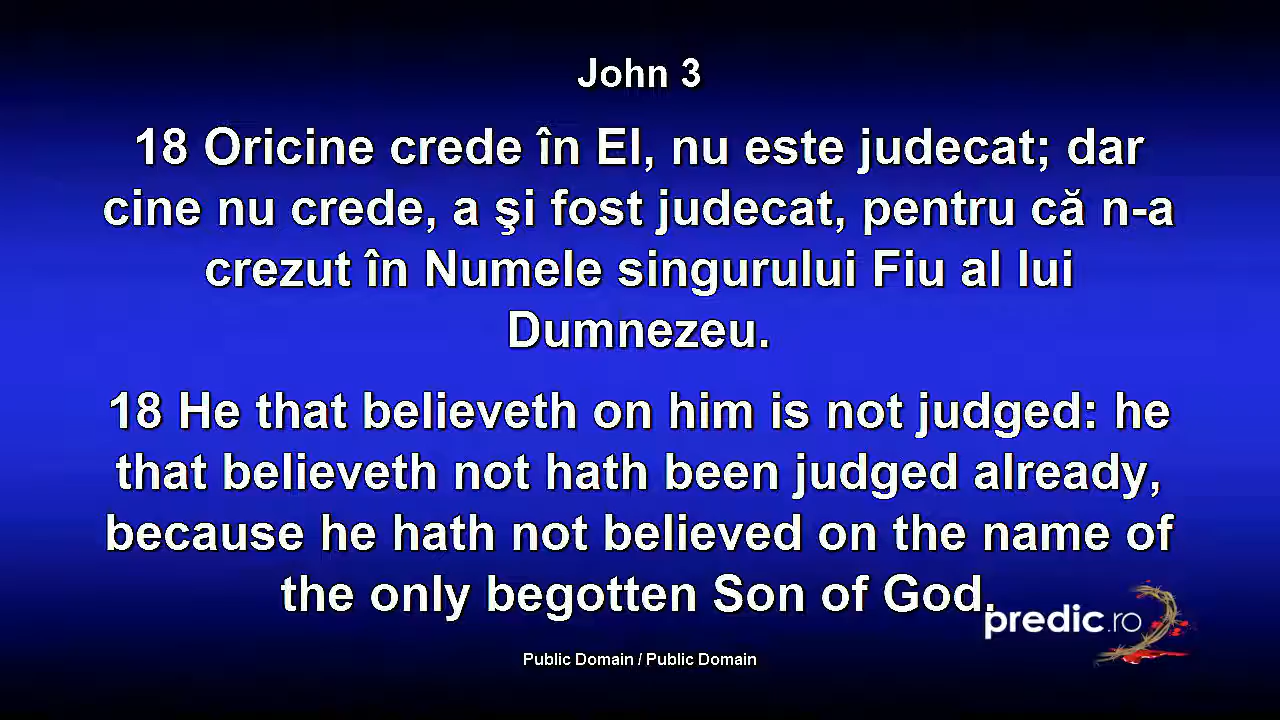 John 3
18 Oricine crede în El, nu este judecat; dar
cine nu crede, a şi fost judecat, pentru că n-a
crezut în Numele singurului Fiu al lui
Dumnezeu.
18 He that believeth on him is not judged: he
that believeth not hath been judged already,
because he hath not believed on the name of
the only begotten Son of God.
predic.ro
Public Domain / Public Domain